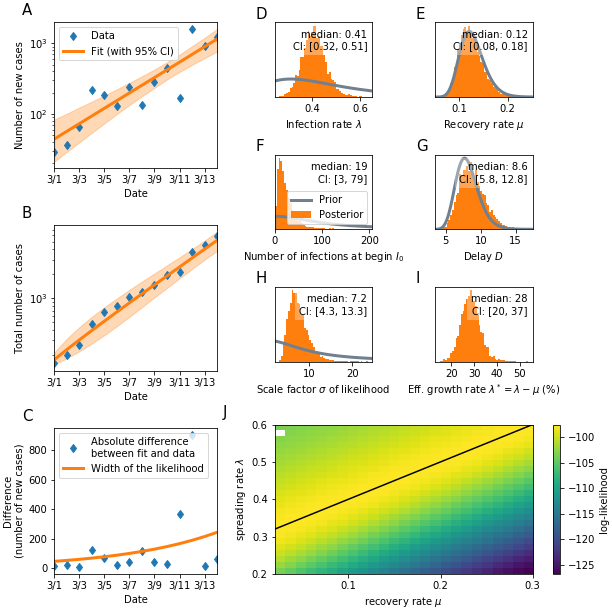 A
Data
Fit (with 95% CI)
10³
10²
Number of new cases
3/1 3/3 3/5 3/7 3/9 3/11 3/13
Date
B
10³
Total number of cases
3/1 3/3 3/5 3/7 3/9 3/11 3/13
Date
C
Absolute difference
between fit and data
Width of the likelihood
800
600
400
200
0
Difference
(number of new cases)
3/1 3/3 3/5 3/7 3/9 3/11 3/13
Date
D
median: 0.41
CI: [0.32, 0.51]
0.4 0.6
Infection rate λ
E
median: 0.12
CI: [0.08, 0.18]
0.1 0.2
Recovery rate μ
F
median: 19
CI: [3, 79]
Prior
Posterior
0 100 200
Number of infections at begin I₀
G
median: 8.6
CI: [5.8, 12.8]
5 10 15
Delay D
H
median: 7.2
CI: [4.3, 13.3]
10 20
Scale factor σ of likelihood
I
median: 28
CI: [20, 37]
20 30 40 50
Eff. growth rate λ* = λ − μ (%)
J
0.6
0.5
0.4
0.3
0.2
spreading rate λ
0.1 0.2 0.3
recovery rate μ
−100
−105
−110
−115
−120
−125
log-likelihood